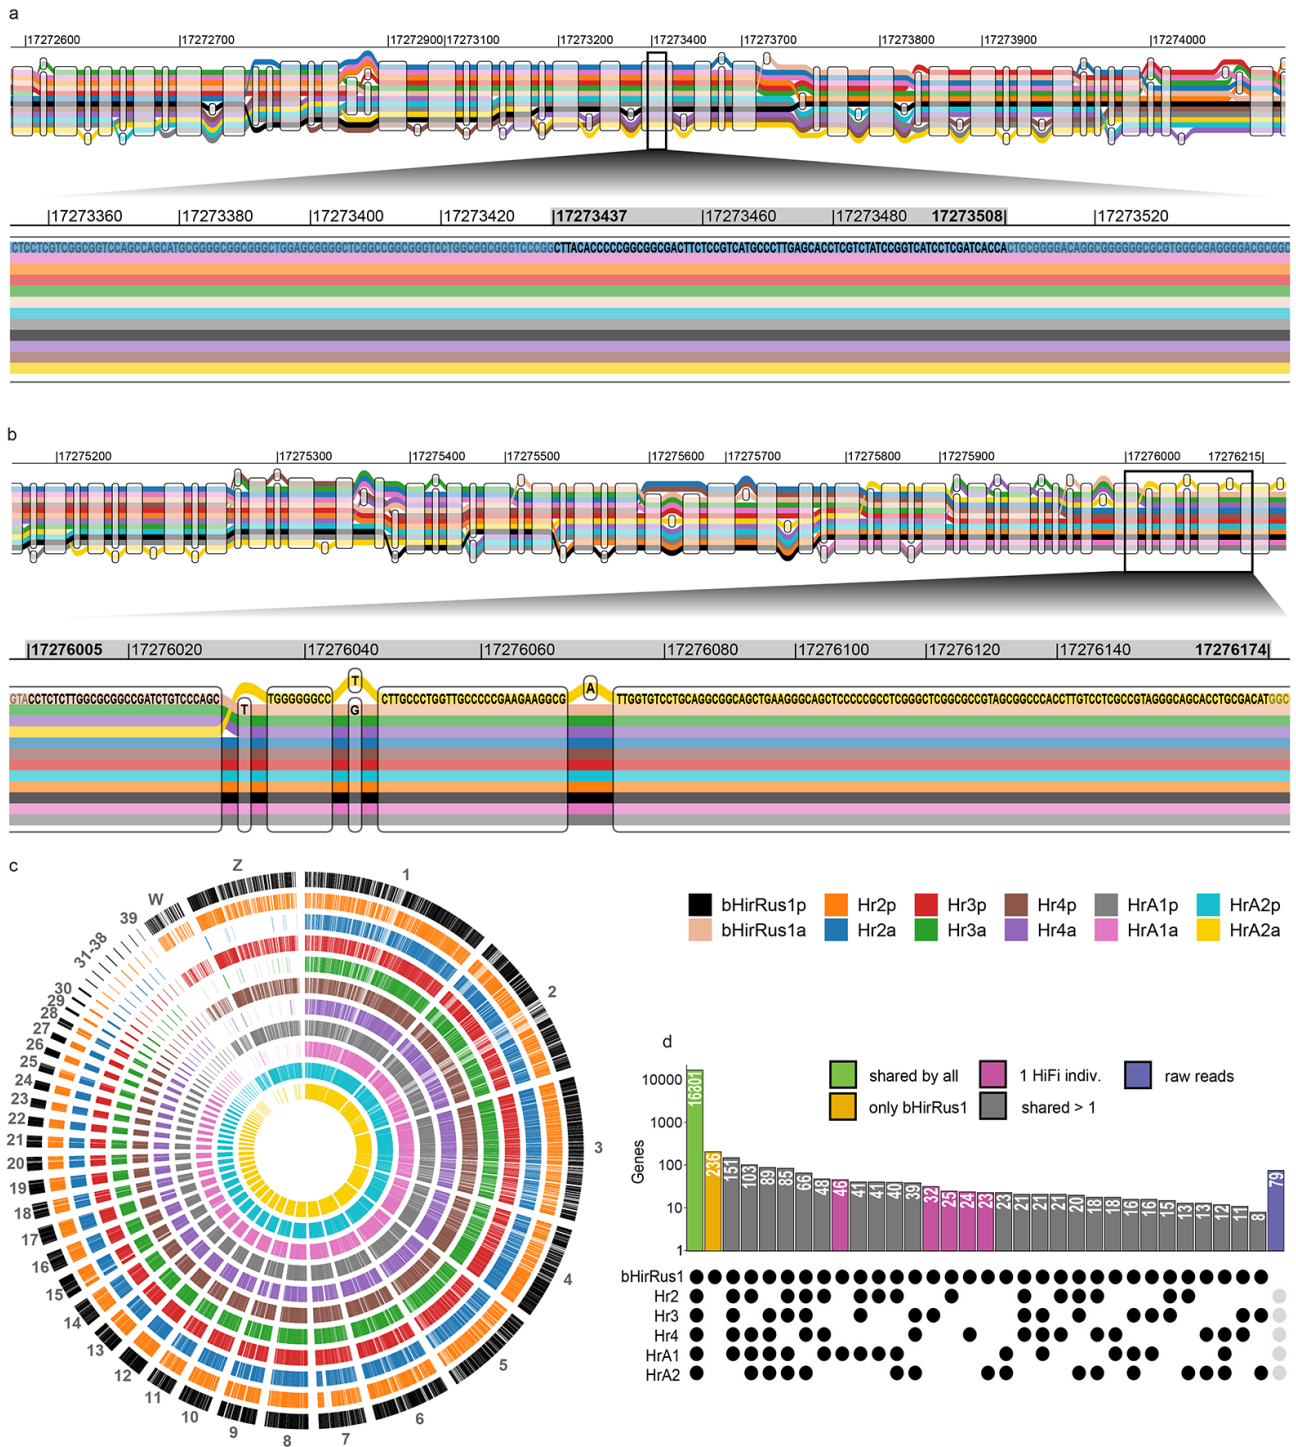 a
|17272600 |17272700 |17272900|17273100 |17273200 |17273400 |17273700 |17273800 |17273900 |17274000
|17273360 |17273380 |17273400 |17273420 |17273437 |17273460 |17273480 17273508| |17273520
b
|17275200 |17275300 |17275400 |17275500 |17275600 |17275700 |17275800 |17275900 |17276000 17276215|
|17276005 |17276020 |17276040 |17276060 |17276080 |17276100 |17276120 |17276140 17276174|
T A
GTACCTCTCTTGGCGCGGCCGATCTGTCCCAGC T TGGGGGGCC G CTTGCCCTGGTTGCCCCCGAAGAAGGCG
c
Z 1
W
39
31-38
30
29
28
27
26
25
24
23
22
21
20
19
18
17
16
15
14
13
12
11
10
9
8
7
6
5
4
3
2
bHirRus1p Hr2p Hr3p Hr4p HrA1p HrA2p
bHirRus1a Hr2a Hr3a Hr4a HrA1a HrA2a
d
shared by all 1 HiFi indiv. raw reads
only bHirRus1 shared > 1
Genes
10000
1000
100
10
1
16801 236 151 103 89 85 66 48 46 41 41 40 39 32 25 24 23 23 21 21 20 18 18 16 16 15 13 13 12 11 8 79
bHirRus1
Hr2
Hr3
Hr4
HrA1
HrA2